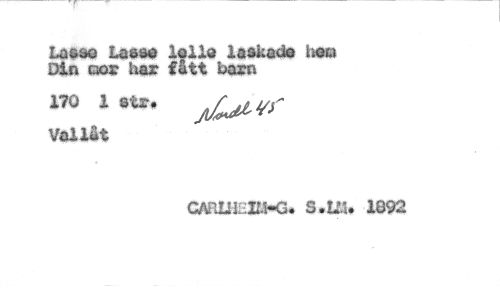 Lasse Lasse lelle laskade hem
Din mor har fått barn
170 1 str.
Nordl 45
Vallåt
CARLHEIM-G. S.LM. 1892